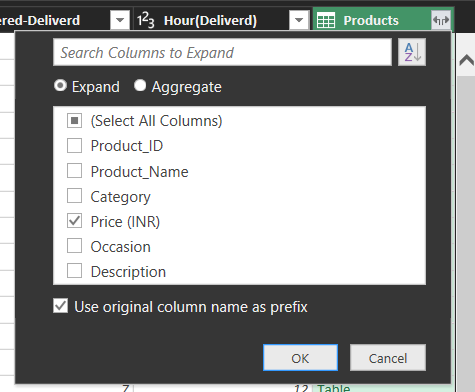 ered-Deliverd 1²3 Hour(Deliverd) Products
Search Columns to Expand
A
Z
Expand Aggregate
(Select All Columns)
Product_ID
Product_Name
Category
Price (INR)
Occasion
Description
Use original column name as prefix
OK Cancel
7 12 Table